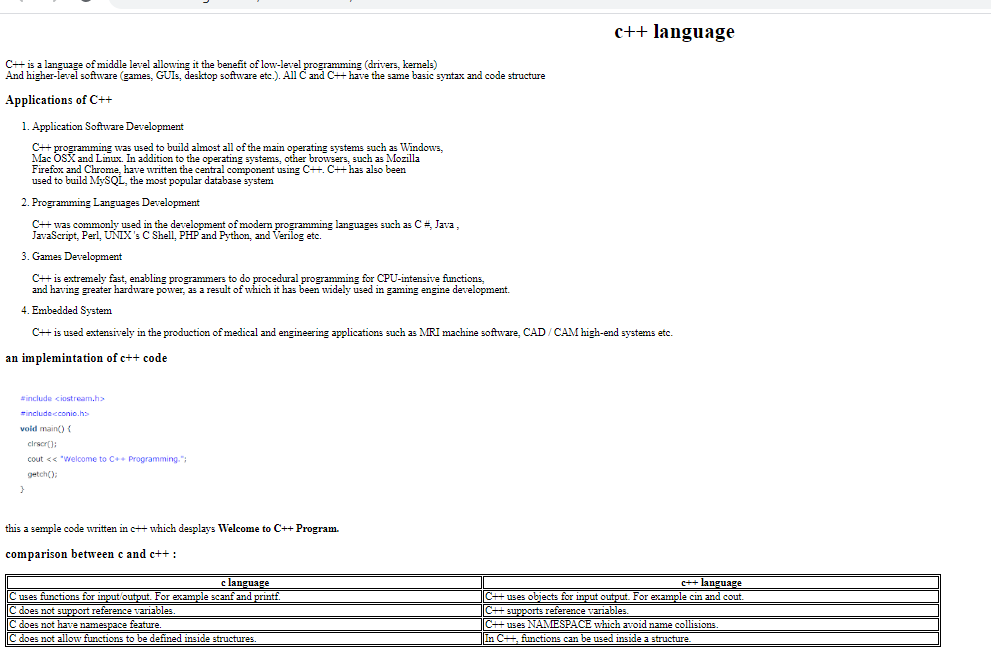 c++ language
C++ is a language of middle level allowing it the benefit of low-level programming (drivers, kernels)
And higher-level software (games, GUIs, desktop software etc.). All C and C++ have the same basic syntax and code structure
Applications of C++
1. Application Software Development
C++ programming was used to build almost all of the main operating systems such as Windows,
Mac OSX and Linux. In addition to the operating systems, other browsers, such as Mozilla
Firefox and Chrome, have written the central component using C++. C++ has also been
used to build MySQL, the most popular database system
2. Programming Languages Development
C++ was commonly used in the development of modern programming languages such as C #, Java ,
JavaScript, Perl, UNIX 's C Shell, PHP and Python, and Verilog etc.
3. Games Development
C++ is extremely fast, enabling programmers to do procedural programming for CPU-intensive functions,
and having greater hardware power, as a result of which it has been widely used in gaming engine development.
4. Embedded System
C++ is used extensively in the production of medical and engineering applications such as MRI machine software, CAD / CAM high-end systems etc.
an implemintation of c++ code
#include <iostream.h>
#include<conio.h>
void main() {
clrscr();
cout << "Welcome to C++ Programming.";
getch();
}
this a semple code written in c++ which desplays Welcome to C++ Program.
comparison between c and c++ :
c language c++ language
C uses functions for input/output. For example scanf and printf. C++ uses objects for input output. For example cin and cout.
C does not support reference variables. C++ supports reference variables.
C does not have namespace feature. C++ uses NAMESPACE which avoid name collisions.
C does not allow functions to be defined inside structures. In C++, functions can be used inside a structure.